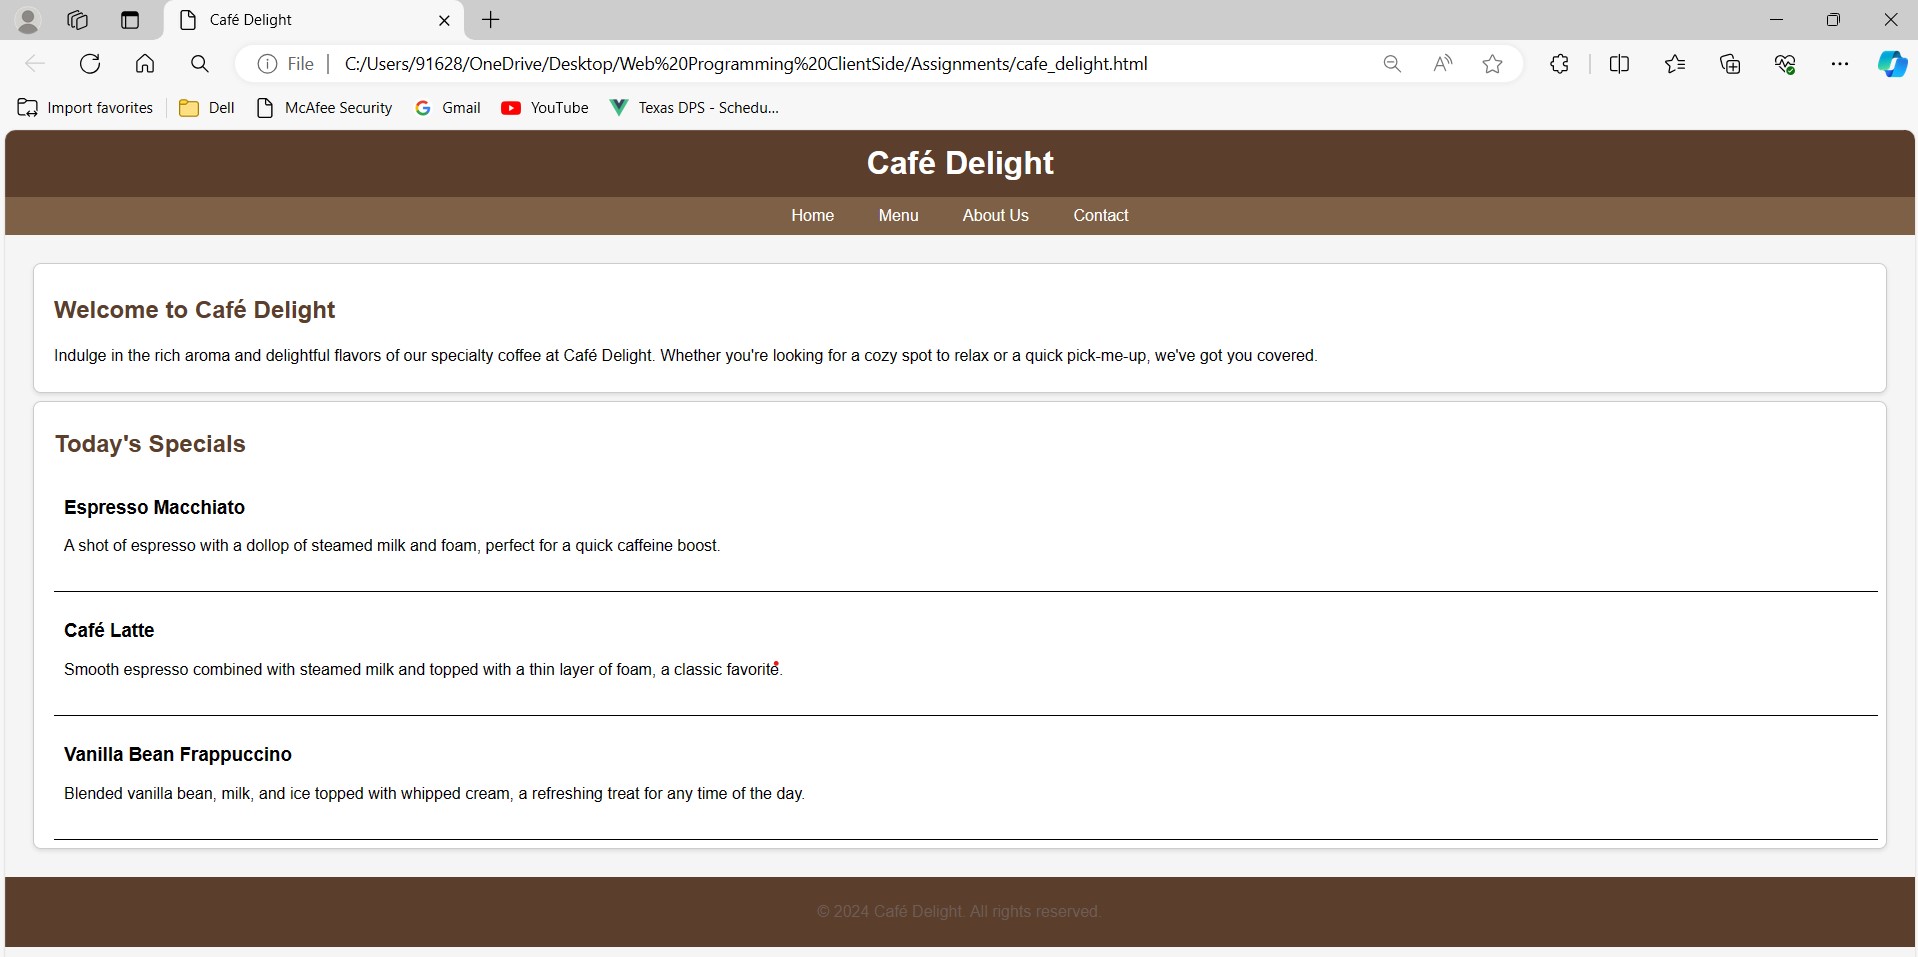 Café Delight
File
C:/Users/91628/OneDrive/Desktop/Web%20Programming%20ClientSide/Assignments/cafe_delight.html
Import favorites Dell McAfee Security Gmail YouTube Texas DPS - Schedu...
Café Delight
Home Menu About Us Contact
Welcome to Café Delight
Indulge in the rich aroma and delightful flavors of our specialty coffee at Café Delight. Whether you're looking for a cozy spot to relax or a quick pick-me-up, we've got you covered.
Today's Specials
Espresso Macchiato
A shot of espresso with a dollop of steamed milk and foam, perfect for a quick caffeine boost.
Café Latte
Smooth espresso combined with steamed milk and topped with a thin layer of foam, a classic favorite.
Vanilla Bean Frappuccino
Blended vanilla bean, milk, and ice topped with whipped cream, a refreshing treat for any time of the day.
© 2024 Café Delight. All rights reserved.